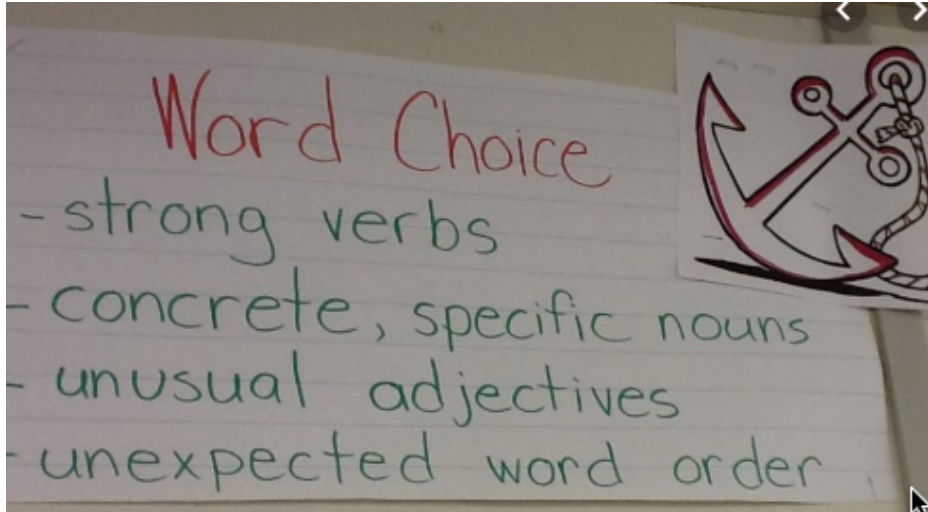 Word Choice
- strong verbs
- concrete, specific nouns
- unusual adjectives
- unexpected word order